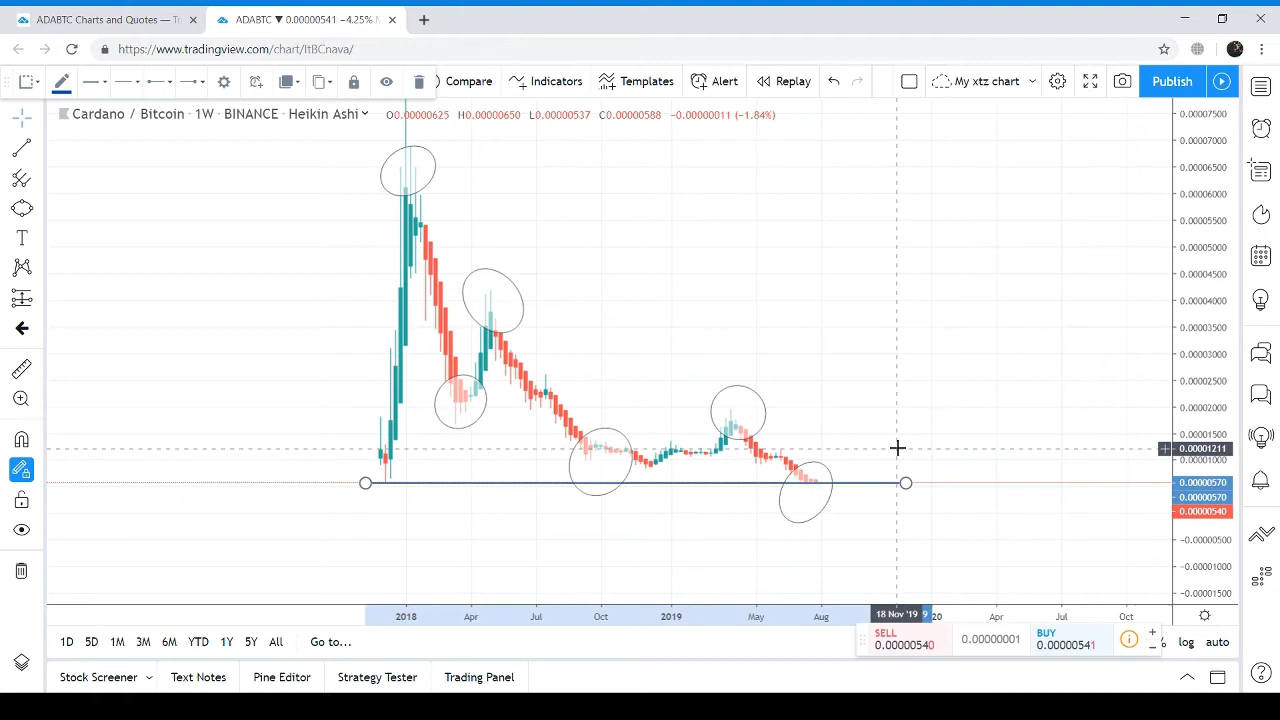 ADABTC Charts and Quotes — Tr
ADABTC ▼ 0.00000541 −4.25%
https://www.tradingview.com/chart/ItBCnava/
Compare
Indicators
Templates
Alert
Replay
My xtz chart
Publish
Cardano / Bitcoin · 1W · BINANCE · Heikin Ashi
O0.00000625 H0.00000650 L0.00000537 C0.00000588 −0.00000011 (−1.84%)
0.00007500
0.00007000
0.00006500
0.00006000
0.00005500
0.00005000
0.00004500
0.00004000
0.00003500
0.00003000
0.00002500
0.00002000
0.00001500
0.00001211
0.00001000
0.00000570
0.00000570
0.00000540
−0.00000500
−0.00001000
−0.00001500
2018 Apr Jul Oct 2019 May Aug 18 Nov '19 9 20 Apr Jul Oct
1D 5D 1M 3M 6M YTD 1Y 5Y All Go to... % log auto
SELL
0.00000540
0.00000001
BUY
0.00000541
Stock Screener Text Notes Pine Editor Strategy Tester Trading Panel